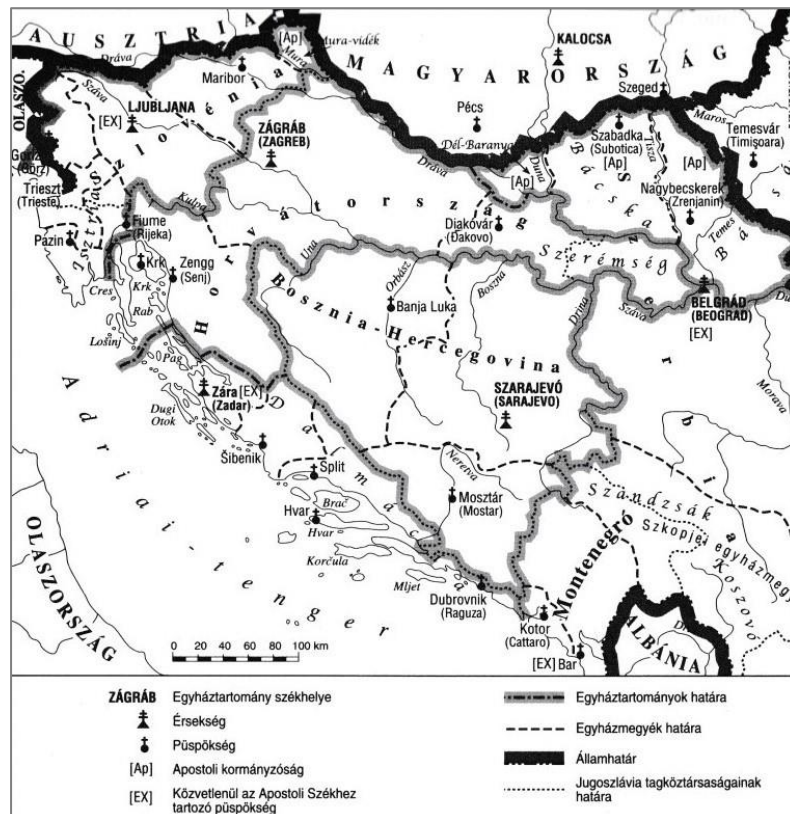 AUSZTRIA
MAGYARORSZÁG
KALOCSA
OLASZO.
Dráva
Maribor
[Ap]
Mura
Mura-vidék
Száva
LJUBLJANA
[EX]
Szlovénia
ZÁGRÁB
(ZAGREB)
Pécs
Szeged
Maros
Dél-Baranya
Dráva
[Ap]
Duna
Szabadka
(Subotica)
[Ap]
Tisza
[Ap]
Temesvár
(Timişoara)
Bácska
Nagybecskerek
(Zrenjanin)
Temes
Trieszt
(Trieste)
Pazin
Isztria
Fiume
(Rijeka)
Kulpa
Horvátország
Diakóvár
(Đakovo)
Szerémség
BELGRÁD
(BEOGRAD)
[EX]
Krk
Krk
Cres
Zengg
(Senj)
Rab
Lošinj
Pag
Una
Orbász
Boszna
Drina
Száva
Banja Luka
Bosznia-Hercegovina
Szerbia
Morava
Zára [EX]
(Zadar)
Dugi
Otok
Dalmácia
SZARAJEVÓ
(SARAJEVO)
Šibenik
Split
Brač
Hvar
Hvar
Korčula
Mljet
Neretva
Mosztár
(Mostar)
Szandzsák
Szkopjei egyházmegye
Koszovó
Montenegró
Adriai-tenger
OLASZORSZÁG
Dubrovnik
(Raguza)
Kotor
(Cattaro)
[EX] Bar
ALBÁNIA
0 20 40 60 80 100 km
ZÁGRÁB Egyháztartomány székhelye
Érsekség
Püspökség
[Ap] Apostoli kormányzóság
[EX] Közvetlenül az Apostoli Székhez
tartozó püspökség
Egyháztartományok határa
Egyházmegyék határa
Államhatár
Jugoszlávia tagköztársaságainak
határa